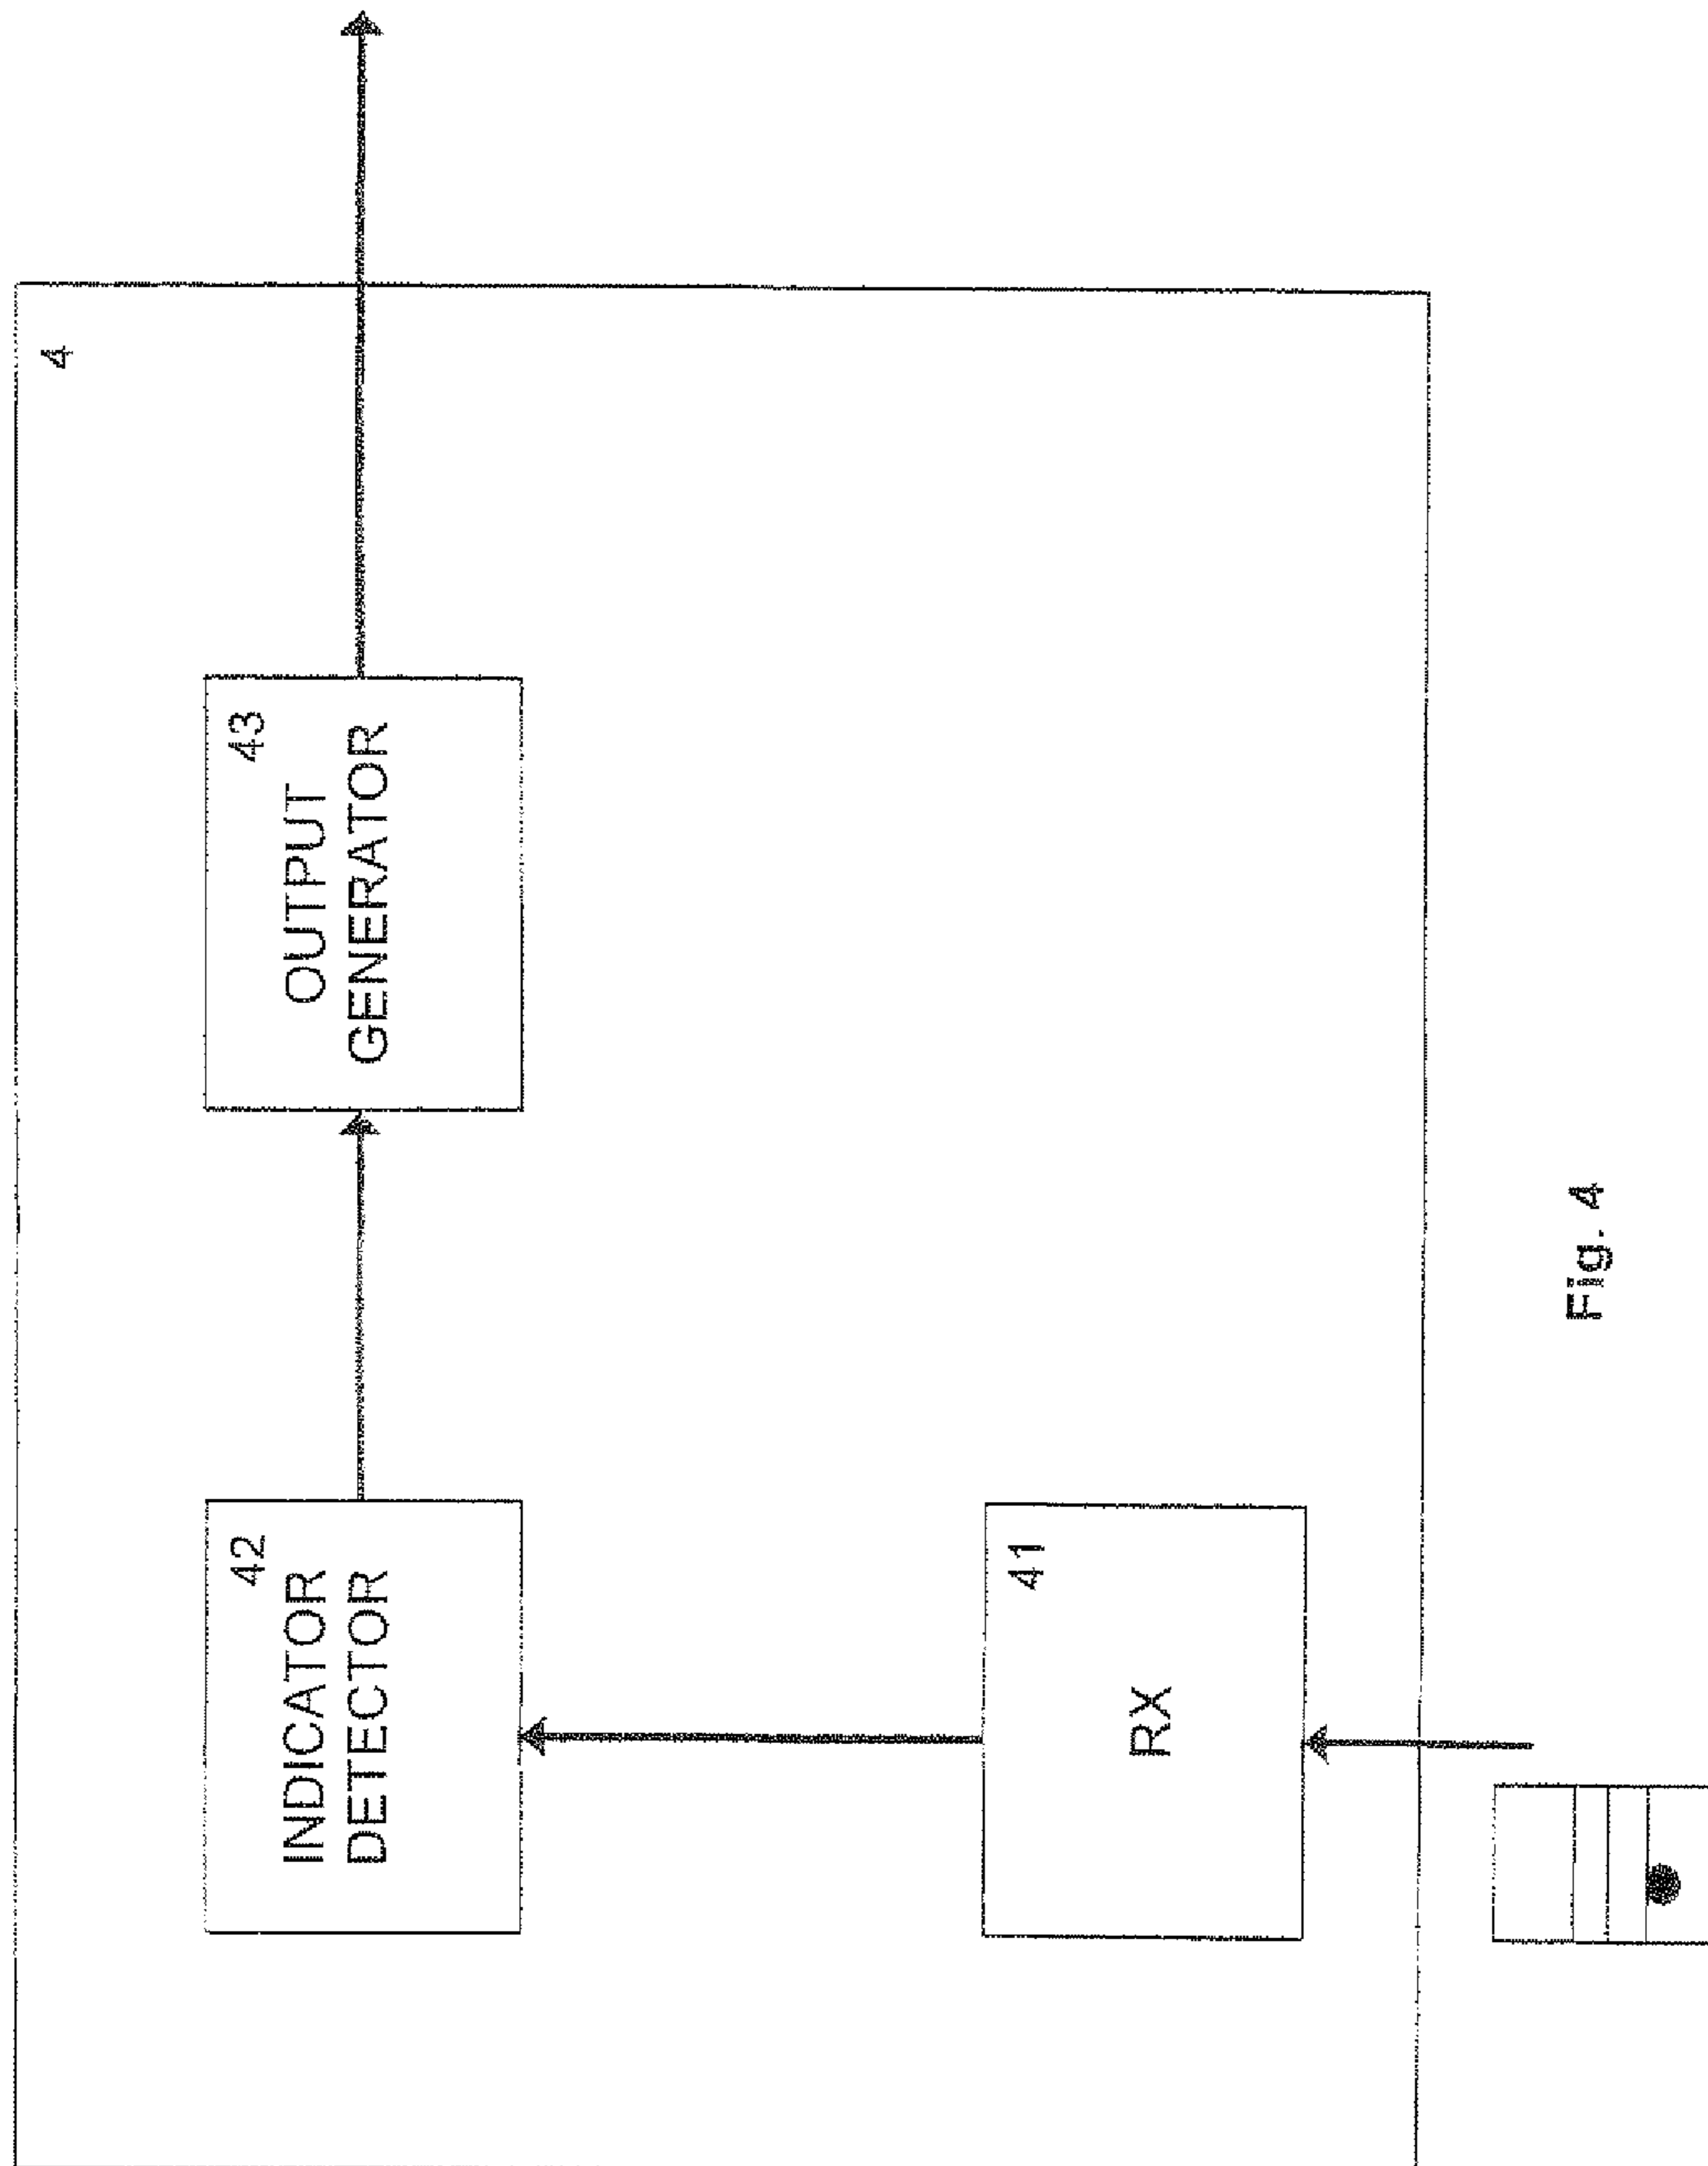 4
42
INDICATOR
DETECTOR
43
OUTPUT
GENERATOR
41
RX
Fig. 4